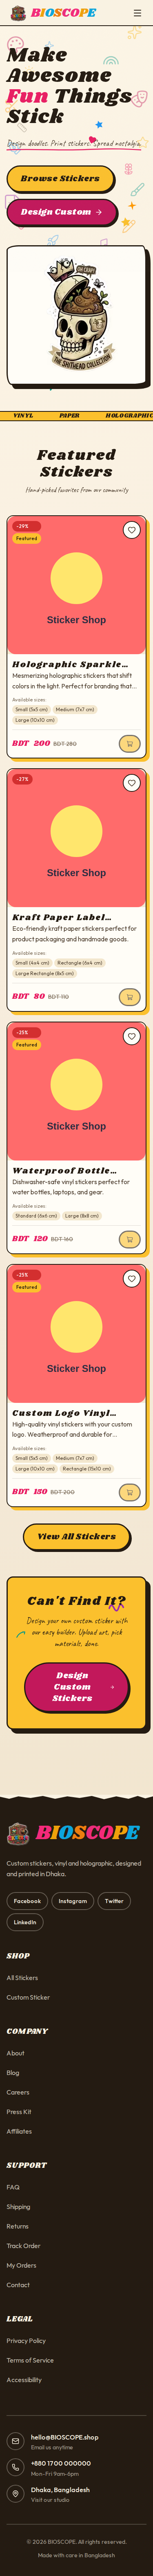 BIOSCOPE
Make
Awesome
Fun Things
Stick
Design doodles. Print stickers. Spread nostalgia.
Browse Stickers
Design Custom →
THE SHITHEAD COLLECTION
VINYL PAPER HOLOGRAPHIC
Featured
Stickers
Hand-picked favorites from our community
-29%
Featured
Sticker Shop
Holographic Sparkle...
Mesmerizing holographic stickers that shift
colors in the light. Perfect for branding that...
Available sizes:
Small (5x5 cm) Medium (7x7 cm)
Large (10x10 cm)
BDT 200 BDT 280
-27%
Sticker Shop
Kraft Paper Label...
Eco-friendly kraft paper stickers perfect for
product packaging and handmade goods.
Available sizes:
Small (4x4 cm) Rectangle (6x4 cm)
Large Rectangle (8x5 cm)
BDT 80 BDT 110
-25%
Featured
Sticker Shop
Waterproof Bottle...
Dishwasher-safe vinyl stickers perfect for
water bottles, laptops, and gear.
Available sizes:
Standard (6x6 cm) Large (8x8 cm)
BDT 120 BDT 160
-25%
Featured
Sticker Shop
Custom Logo Vinyl...
High-quality vinyl stickers with your custom
logo. Weatherproof and durable for...
Available sizes:
Small (5x5 cm) Medium (7x7 cm)
Large (10x10 cm) Rectangle (15x10 cm)
BDT 150 BDT 200
View All Stickers
Can't Find It?
Design your own custom sticker with
our easy builder. Upload art, pick
materials, done.
Design
Custom →
Stickers
BIOSCOPE
Custom stickers, vinyl and holographic, designed
and printed in Dhaka.
Facebook Instagram Twitter
LinkedIn
SHOP
All Stickers
Custom Sticker
COMPANY
About
Blog
Careers
Press Kit
Affiliates
SUPPORT
FAQ
Shipping
Returns
Track Order
My Orders
Contact
LEGAL
Privacy Policy
Terms of Service
Accessibility
hello@BIOSCOPE.shop
Email us anytime
+880 1700 000000
Mon-Fri 9am-6pm
Dhaka, Bangladesh
Visit our studio
© 2026 BIOSCOPE. All rights reserved.
Made with care in Bangladesh